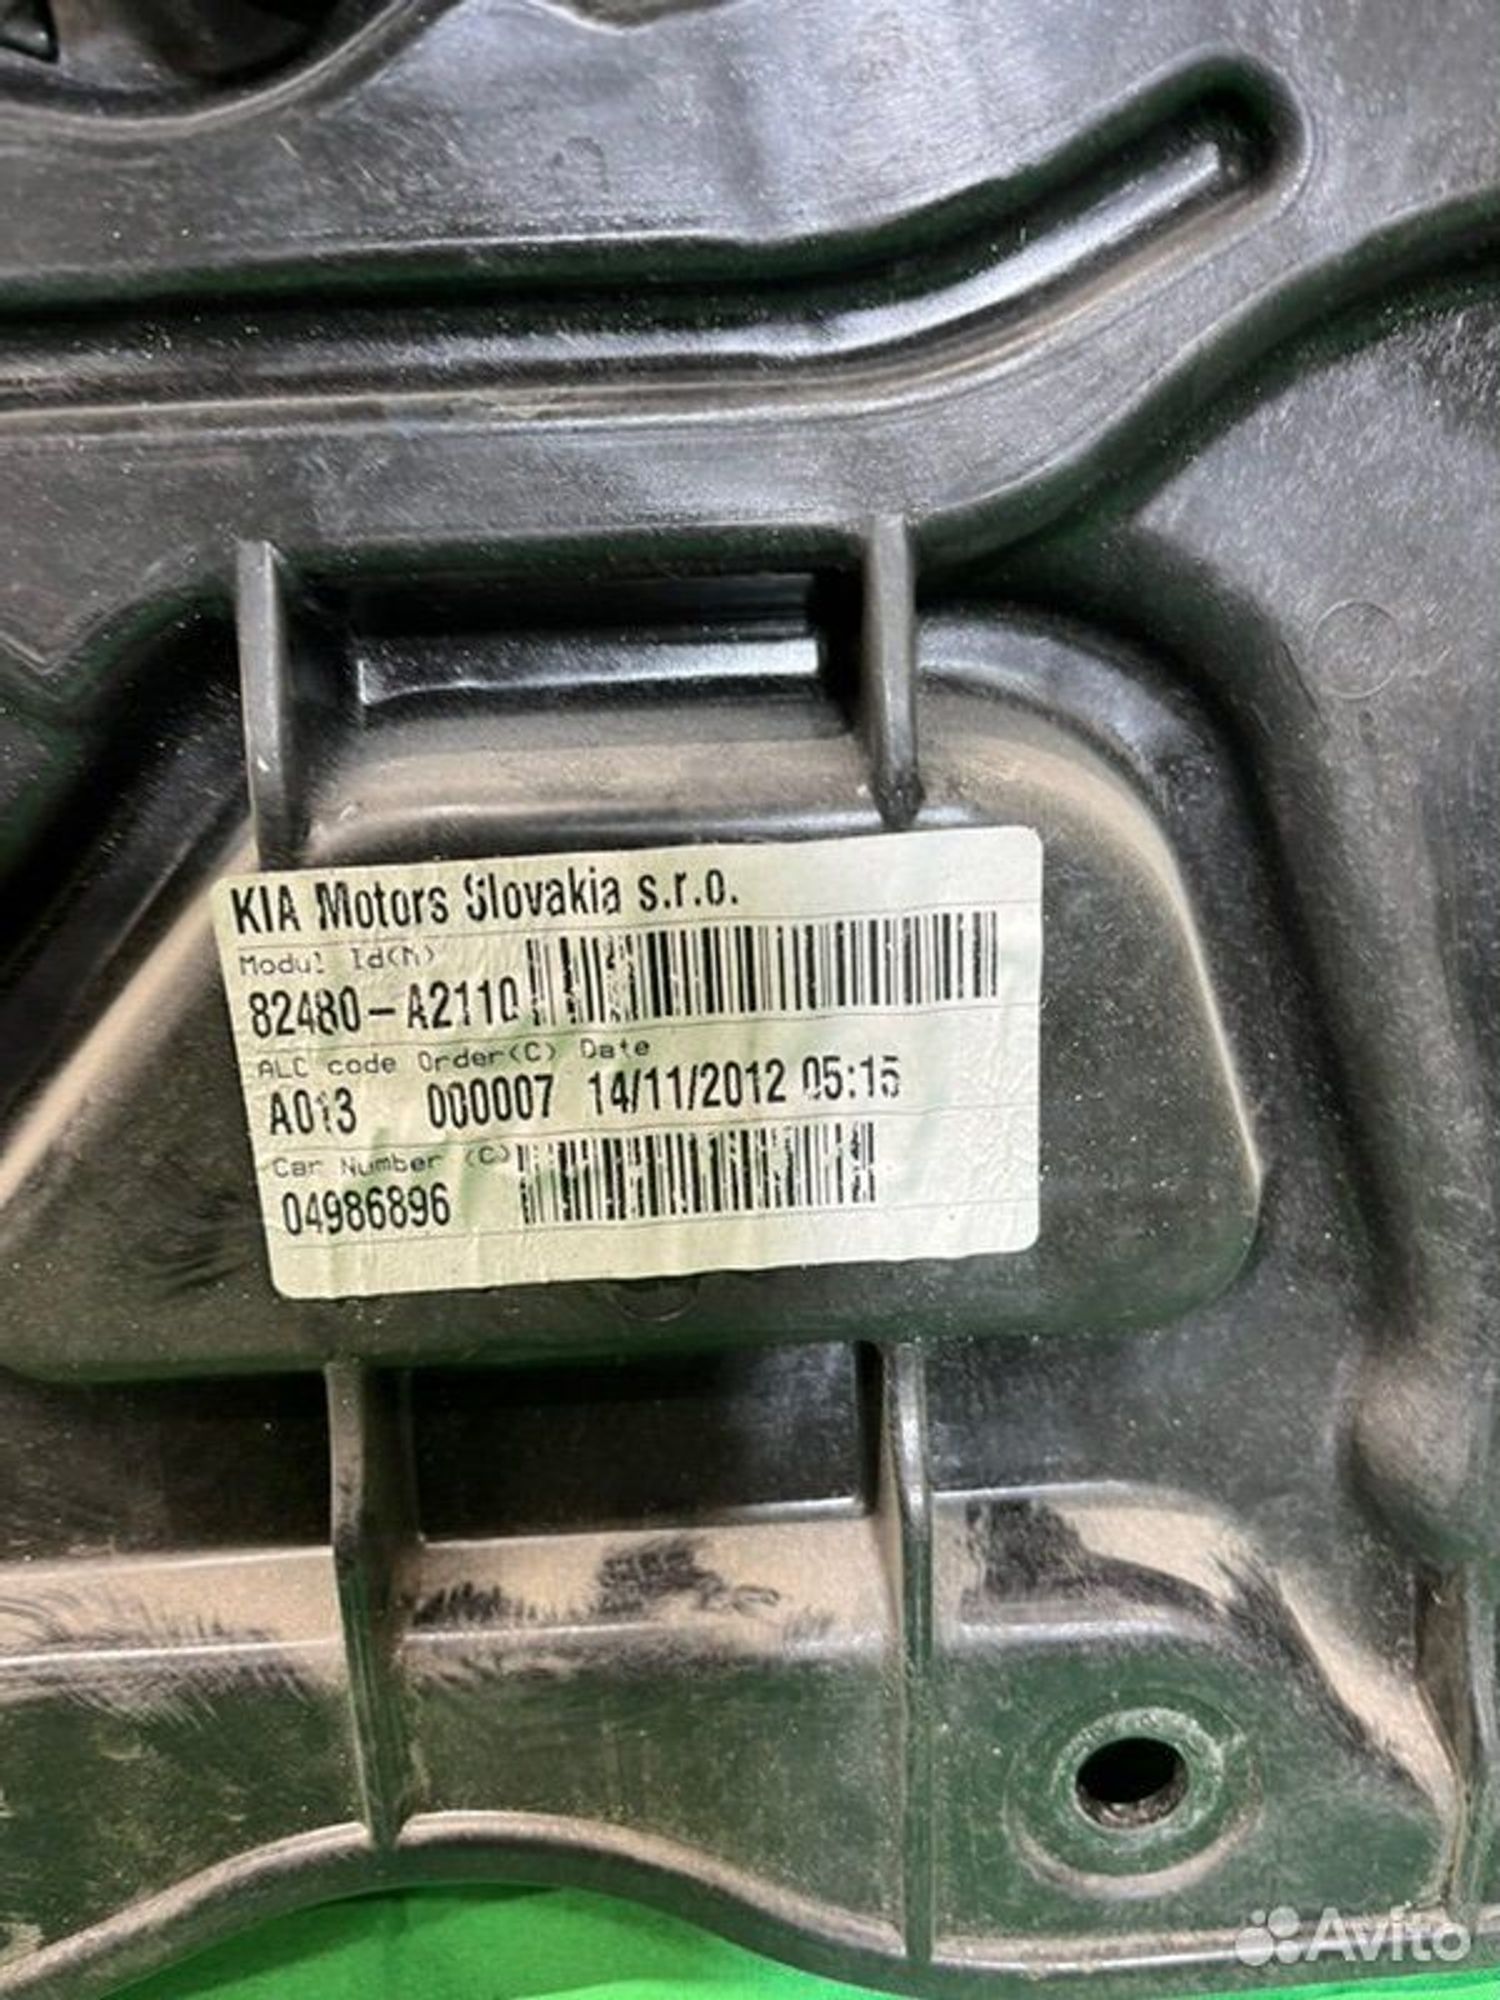 KIA Motors Slovakia s.r.o.
Modul Id(M)
82480-A2110
ALC code Order(C) Date
A013 000007 14/11/2012 05:15
Car Number (C)
04986896
Avito